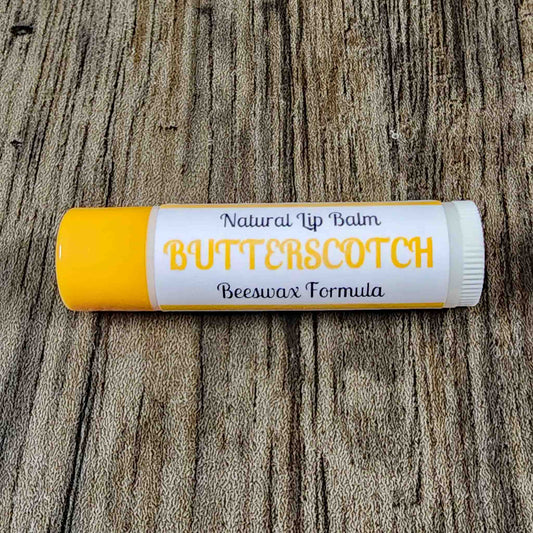 Natural Lip Balm
BUTTERSCOTCH
Beeswax Formula